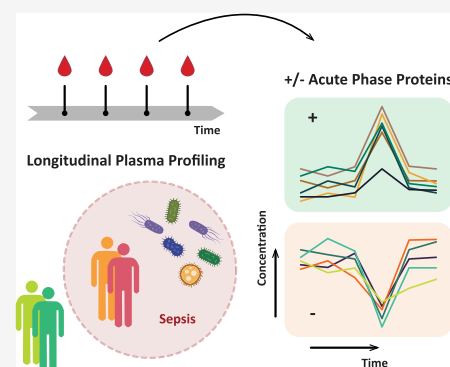 +/- Acute Phase Proteins
+
Time
Longitudinal Plasma Profiling
Sepsis
Concentration
-
Time